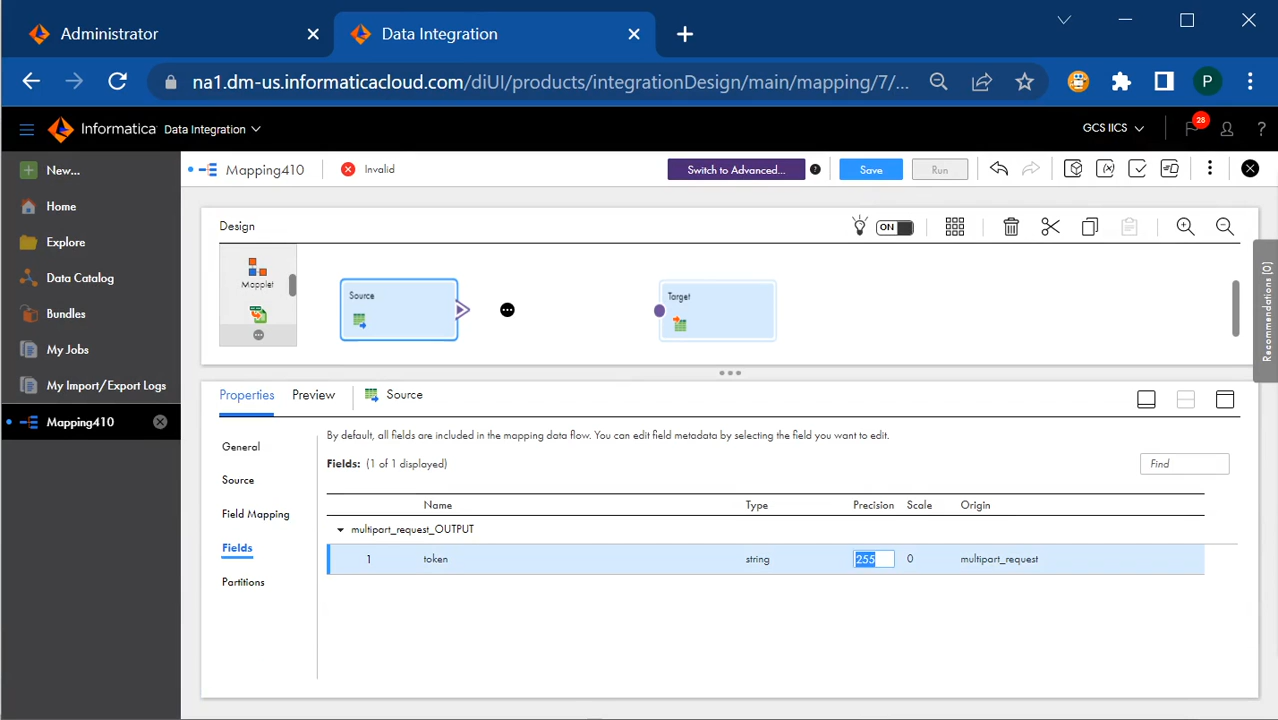 Administrator
Data Integration
na1.dm-us.informaticacloud.com/diUI/products/integrationDesign/main/mapping/7/...
P
Informatica Data Integration
GCS IICS
28
?
New...
Mapping410
Invalid
Switch to Advanced...
?
Save
Run
Home
Explore
Data Catalog
Bundles
My Jobs
My Import/Export Logs
Mapping410
Design
ON
Mapplet
Source
Target
Recommendations [0]
Properties
Preview
Source
General
Source
Field Mapping
Fields
Partitions
By default, all fields are included in the mapping data flow. You can edit field metadata by selecting the field you want to edit.
Fields: (1 of 1 displayed)
Find
Name Type Precision Scale Origin
multipart_request_OUTPUT
1 token string 255 0 multipart_request